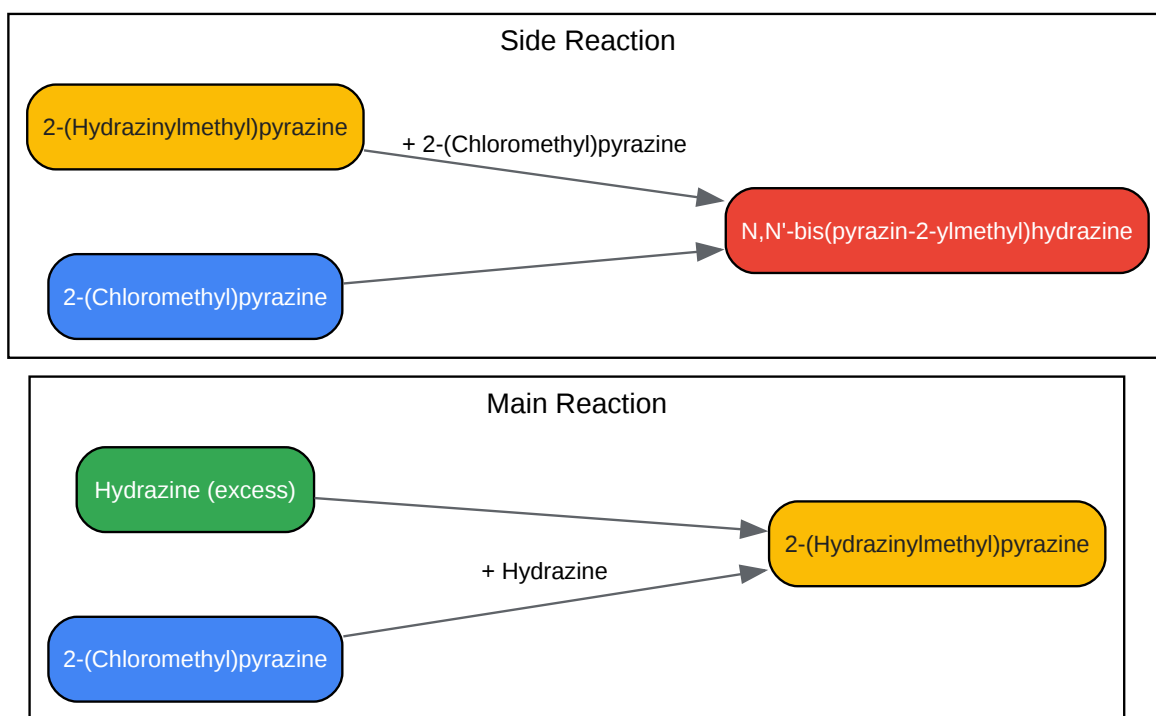 Side Reaction
2-(Hydrazinylmethyl)pyrazine
+ 2-(Chloromethyl)pyrazine
N,N'-bis(pyrazin-2-ylmethyl)hydrazine
2-(Chloromethyl)pyrazine
Main Reaction
Hydrazine (excess)
2-(Hydrazinylmethyl)pyrazine
+ Hydrazine
2-(Chloromethyl)pyrazine